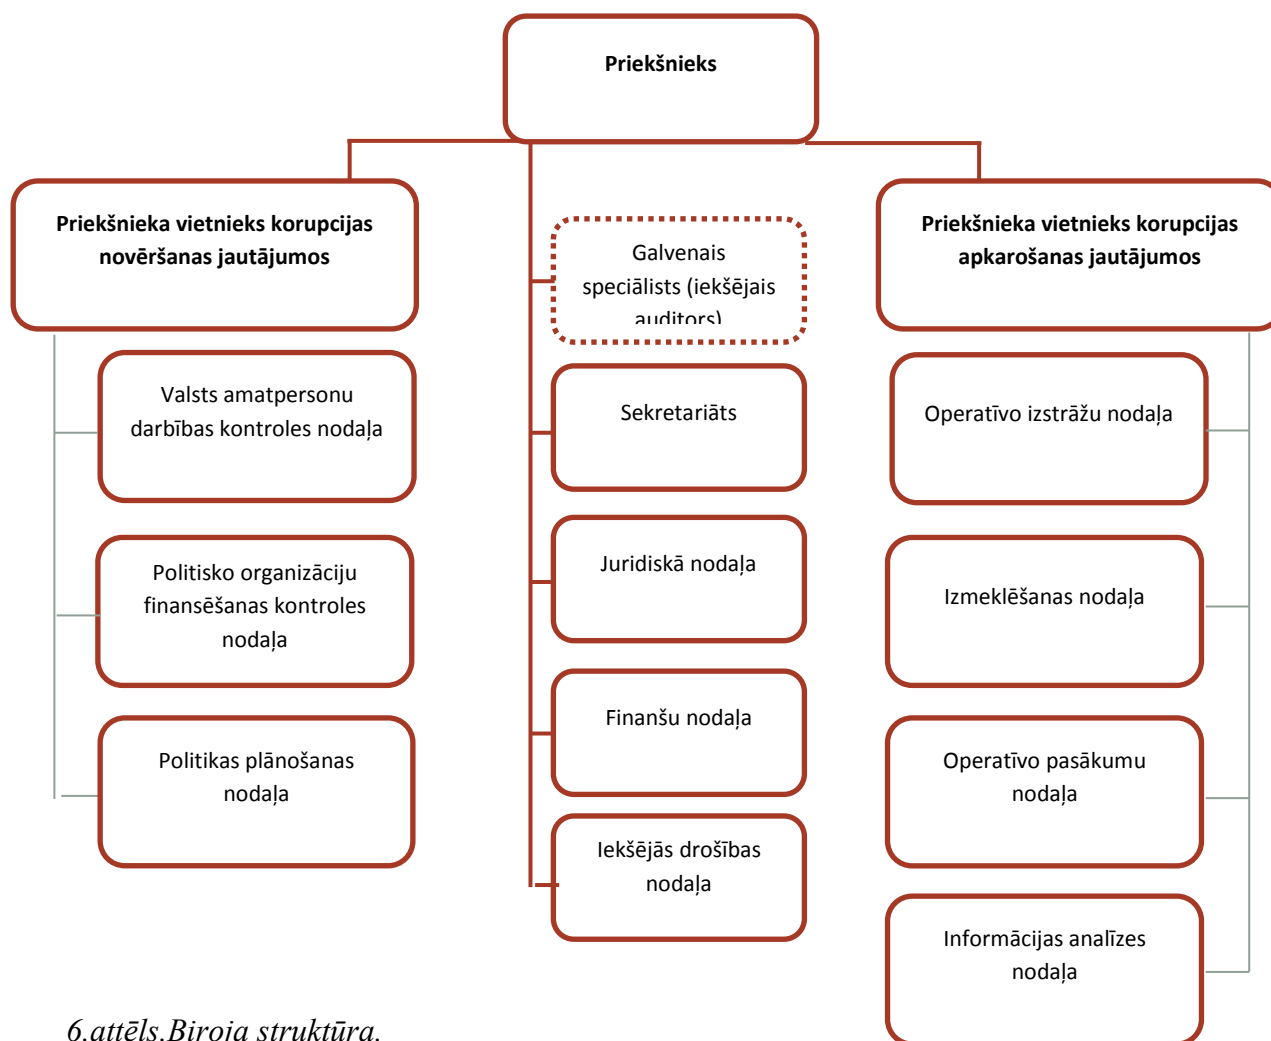 Priekšnieks
Priekšnieka vietnieks korupcijas
novēršanas jautājumos
Valsts amatpersonu
darbības kontroles nodaļa
Politisko organizāciju
finansēšanas kontroles
nodaļa
Politikas plānošanas
nodaļa
Galvenais
speciālists (iekšējais
auditors)
Sekretariāts
Juridiskā nodaļa
Finanšu nodaļa
Iekšējās drošības
nodaļa
Priekšnieka vietnieks korupcijas
apkarošanas jautājumos
Operatīvo izstrāžu nodaļa
Izmeklēšanas nodaļa
Operatīvo pasākumu
nodaļa
Informācijas analīzes
nodaļa
6.attēls.Biroja struktūra.